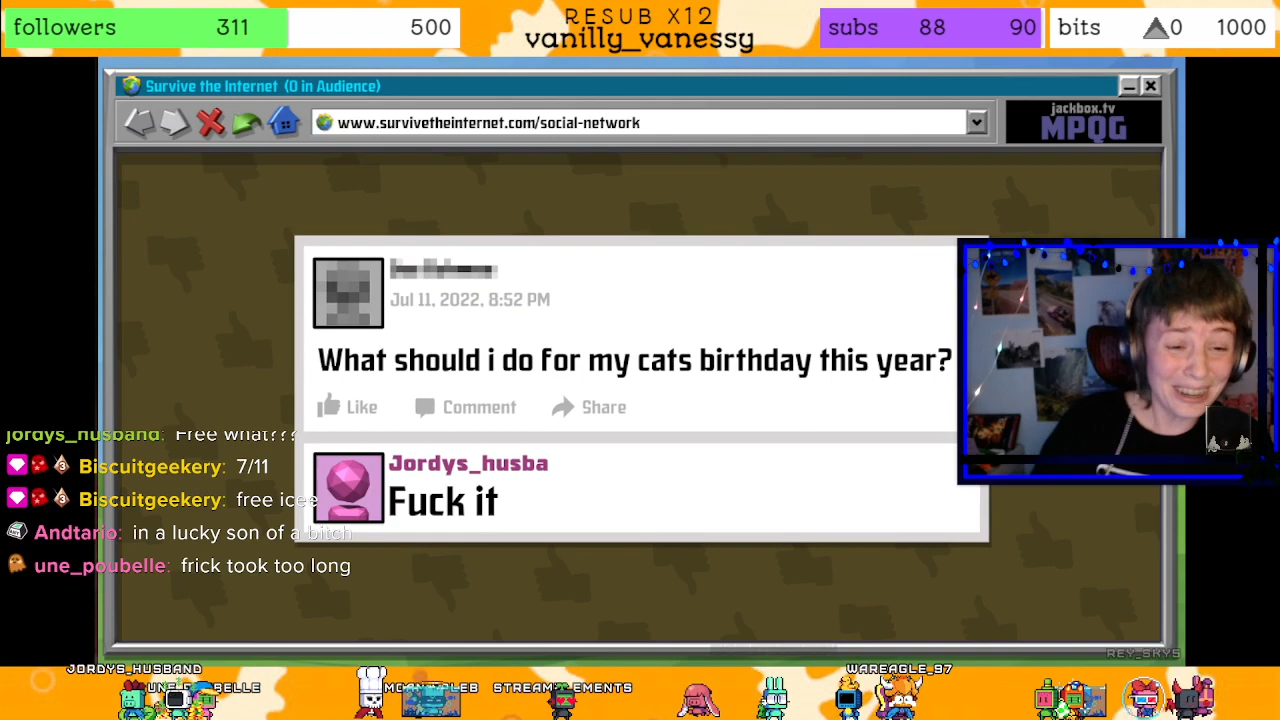 followers 311 500
RESUB X12
vanilly_vanessy
subs 88 90
bits 0 1000
Survive the Internet (0 in Audience)
www.survivetheinternet.com/social-network
jackbox.tv
MPQG
Jul 11, 2022, 8:52 PM
What should i do for my cats birthday this year?
Like Comment Share
Jordys_husba
Fuck it
jordys_husband: Free what???
Biscuitgeekery: 7/11
Biscuitgeekery: free icee
Andtario: in a lucky son of a bitch
une_poubelle: frick took too long
REY_SKYS
JORDYS_HUSBAND
WAREAGLE_97
STREAMELEMENTS